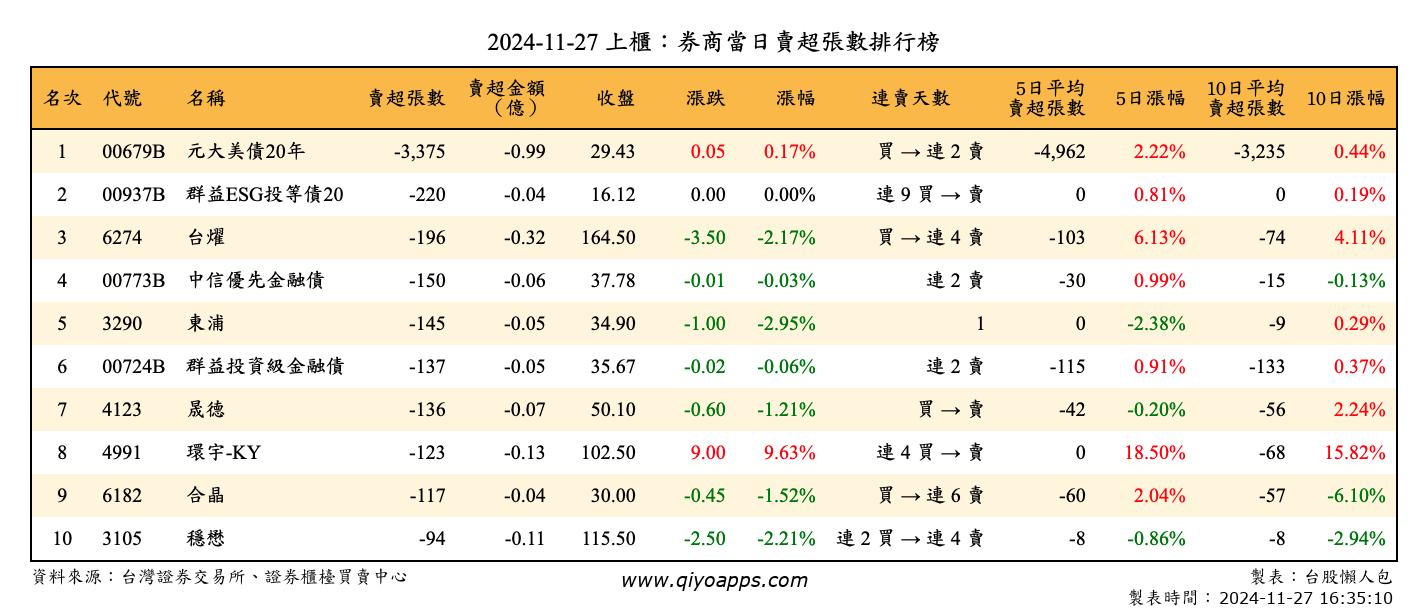 2024-11-27 上櫃：券商當日賣超張數排行榜
名次 代號 名稱 賣超張數 賣超金額（億） 收盤 漲跌 漲幅 連賣天數 5日平均賣超張數 5日漲幅 10日平均賣超張數 10日漲幅
1 00679B 元大美債20年 -3,375 -0.99 29.43 0.05 0.17% 買 → 連 2 賣 -4,962 2.22% -3,235 0.44%
2 00937B 群益ESG投等債20 -220 -0.04 16.12 0.00 0.00% 連 9 買 → 賣 0 0.81% 0 0.19%
3 6274 台燿 -196 -0.32 164.50 -3.50 -2.17% 買 → 連 4 賣 -103 6.13% -74 4.11%
4 00773B 中信優先金融債 -150 -0.06 37.78 -0.01 -0.03% 連 2 賣 -30 0.99% -15 -0.13%
5 3290 東浦 -145 -0.05 34.90 -1.00 -2.95% 1 0 -2.38% -9 0.29%
6 00724B 群益投資級金融債 -137 -0.05 35.67 -0.02 -0.06% 連 2 賣 -115 0.91% -133 0.37%
7 4123 晟德 -136 -0.07 50.10 -0.60 -1.21% 買 → 賣 -42 -0.20% -56 2.24%
8 4991 環宇-KY -123 -0.13 102.50 9.00 9.63% 連 4 買 → 賣 0 18.50% -68 15.82%
9 6182 合晶 -117 -0.04 30.00 -0.45 -1.52% 買 → 連 6 賣 -60 2.04% -57 -6.10%
10 3105 穩懋 -94 -0.11 115.50 -2.50 -2.21% 連 2 買 → 連 4 賣 -8 -0.86% -8 -2.94%
資料來源：台灣證券交易所、證券櫃檯買賣中心 www.qiyoapps.com 製表：台股懶人包
製表時間：2024-11-27 16:35:10